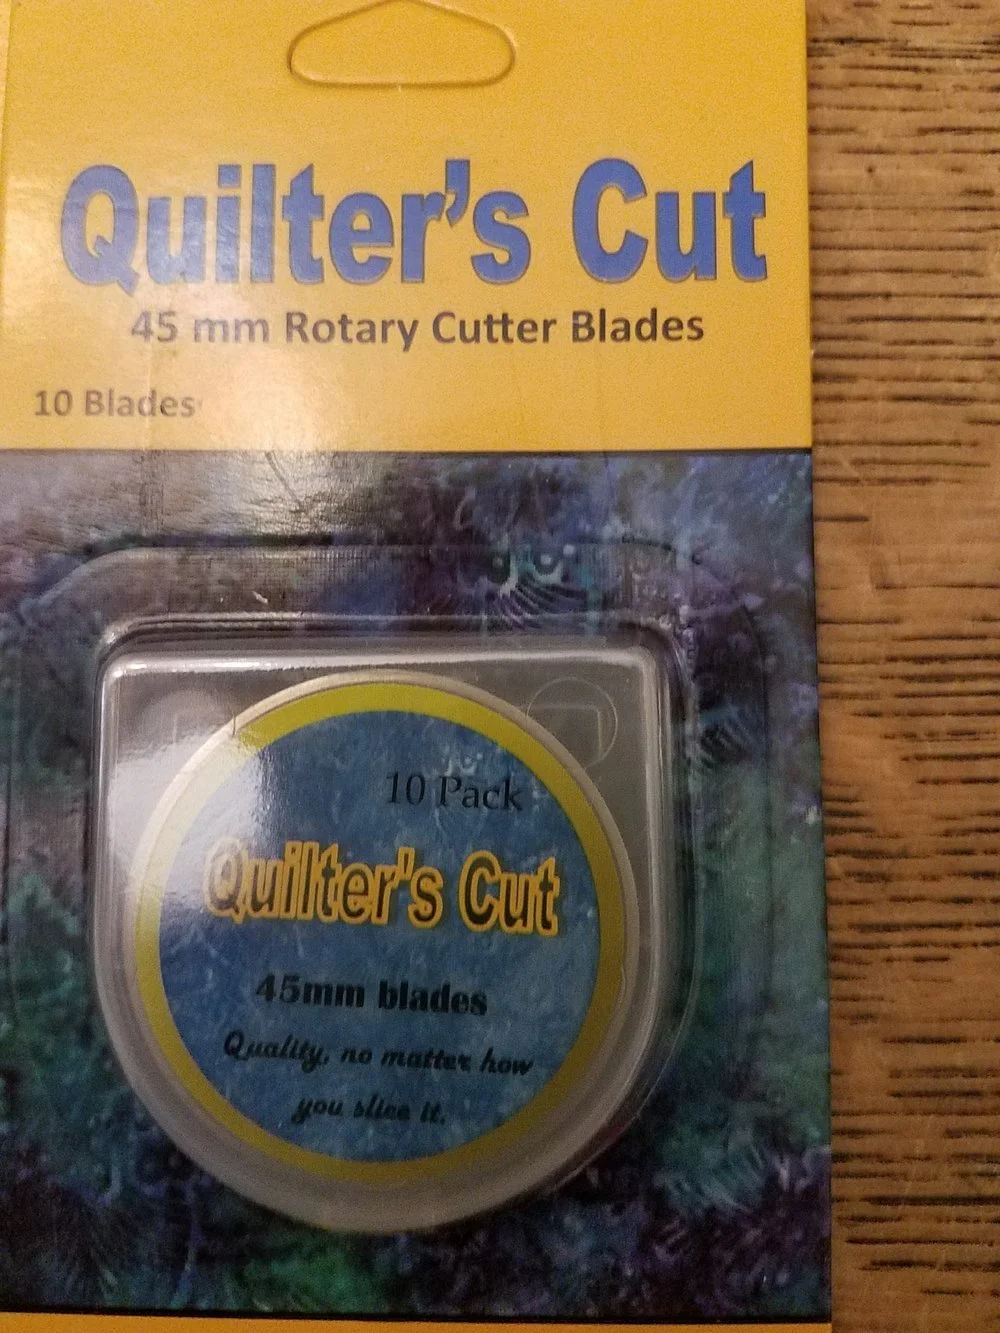 Quilter's Cut
45 mm Rotary Cutter Blades
10 Blades
10 Pack
Quilter's Cut
45mm blades
Quality, no matter how
you slice it.